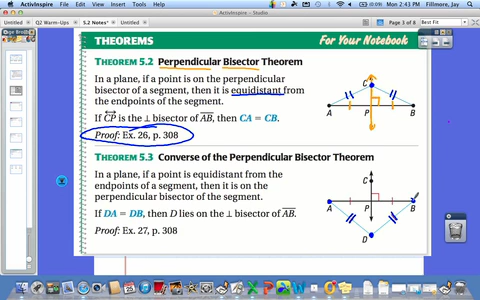 ActivInspire
File Edit View Insert Tools Help
(0:09) Mon 2:43 PM Fillmore, Jay
ActivInspire - Studio
Q2 Warm-Ups
5.2 Notes*
3 of 8
Best Fit
THEOREMS
For Your Notebook
THEOREM 5.2 Perpendicular Bisector Theorem
In a plane, if a point is on the perpendicular
bisector of a segment, then it is equidistant from
the endpoints of the segment.
If CP is the ⊥ bisector of AB, then CA = CB.
Proof: Ex. 26, p. 308
C
A P B
THEOREM 5.3 Converse of the Perpendicular Bisector Theorem
In a plane, if a point is equidistant from the
endpoints of a segment, then it is on the
perpendicular bisector of the segment.
If DA = DB, then D lies on the ⊥ bisector of AB.
Proof: Ex. 27, p. 308
C
A P B
D